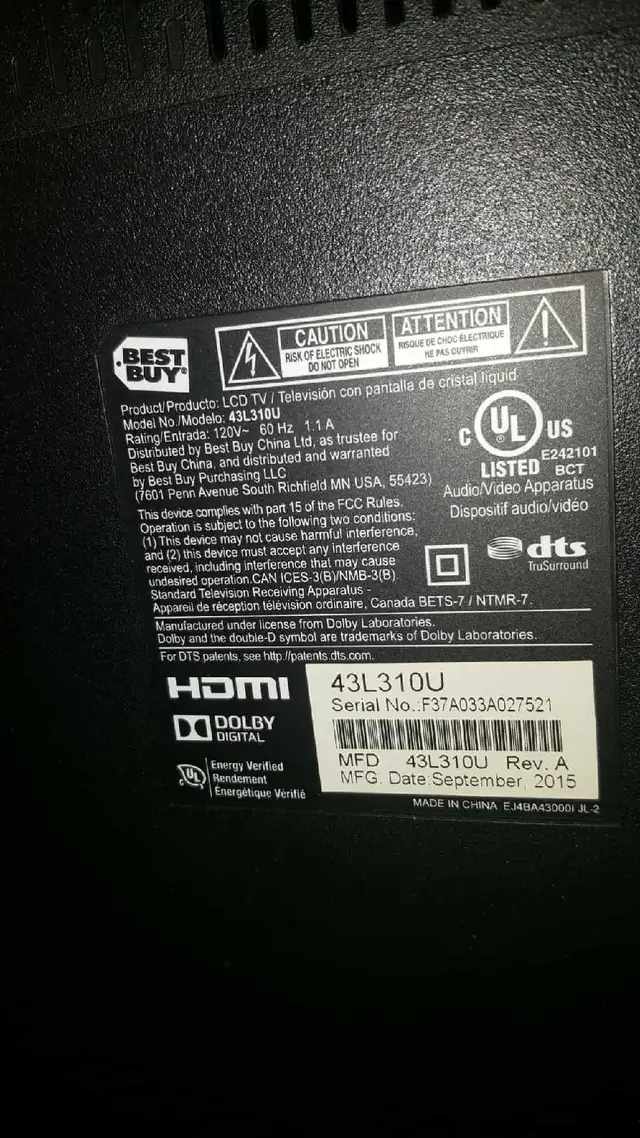 BEST
BUY®
CAUTION
RISK OF ELECTRIC SHOCK
DO NOT OPEN
ATTENTION
RISQUE DE CHOC ÉLECTRIQUE
NE PAS OUVRIR
Product/Producto: LCD TV / Televisión con pantalla de cristal liquid
Model No./Modelo: 43L310U
Rating/Entrada: 120V~ 60 Hz 1.1 A
Distributed by Best Buy China Ltd, as trustee for
Best Buy China, and distributed and warranted
by Best Buy Purchasing LLC
(7601 Penn Avenue South Richfield MN USA, 55423)
C UL US
LISTED
E242101
BCT
Audio/Video Apparatus
Dispositif audio/vidéo
This device complies with part 15 of the FCC Rules.
Operation is subject to the following two conditions:
(1) This device may not cause harmful interference,
and (2) this device must accept any interference
received, including interference that may cause
undesired operation.CAN ICES-3(B)/NMB-3(B)
Standard Television Receiving Apparatus -
Appareil de réception télévision ordinaire, Canada BETS-7 / NTMR-7.
dts
TruSurround
Manufactured under license from Dolby Laboratories.
Dolby and the double-D symbol are trademarks of Dolby Laboratories.
For DTS patents, see http://patents.dts.com.
HDMI
DOLBY
DIGITAL
UL
Energy Verified
Rendement
Énergétique Vérifié
43L310U
Serial No.:F37A033A027521
MFD 43L310U Rev. A
MFG. Date:September, 2015
MADE IN CHINA EJ4BA43000I JL-2